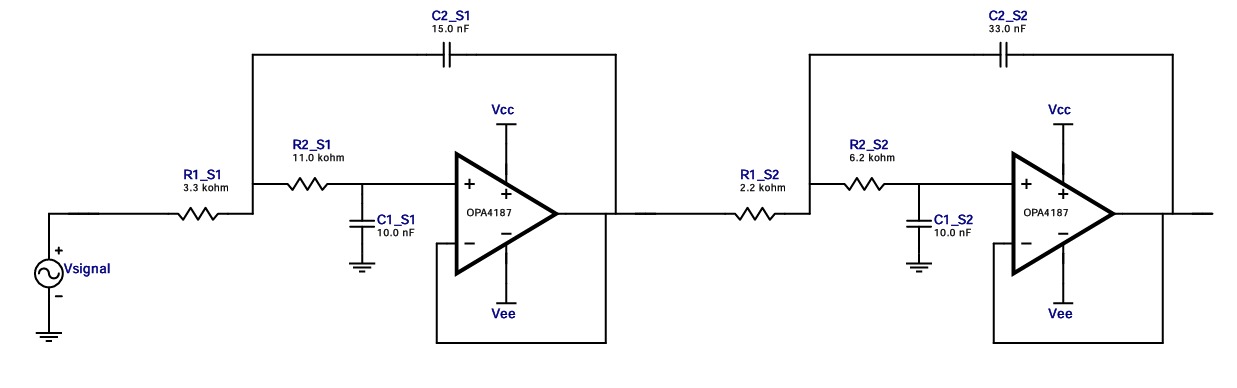 C2_S1
15.0 nF
C2_S2
33.0 nF
Vcc
Vcc
R2_S1
11.0 kohm
R2_S2
6.2 kohm
R1_S1
3.3 kohm
R1_S2
2.2 kohm
+
+
OPA4187
−
−
+
+
OPA4187
−
−
C1_S1
10.0 nF
C1_S2
10.0 nF
+
Vsignal
−
Vee
Vee